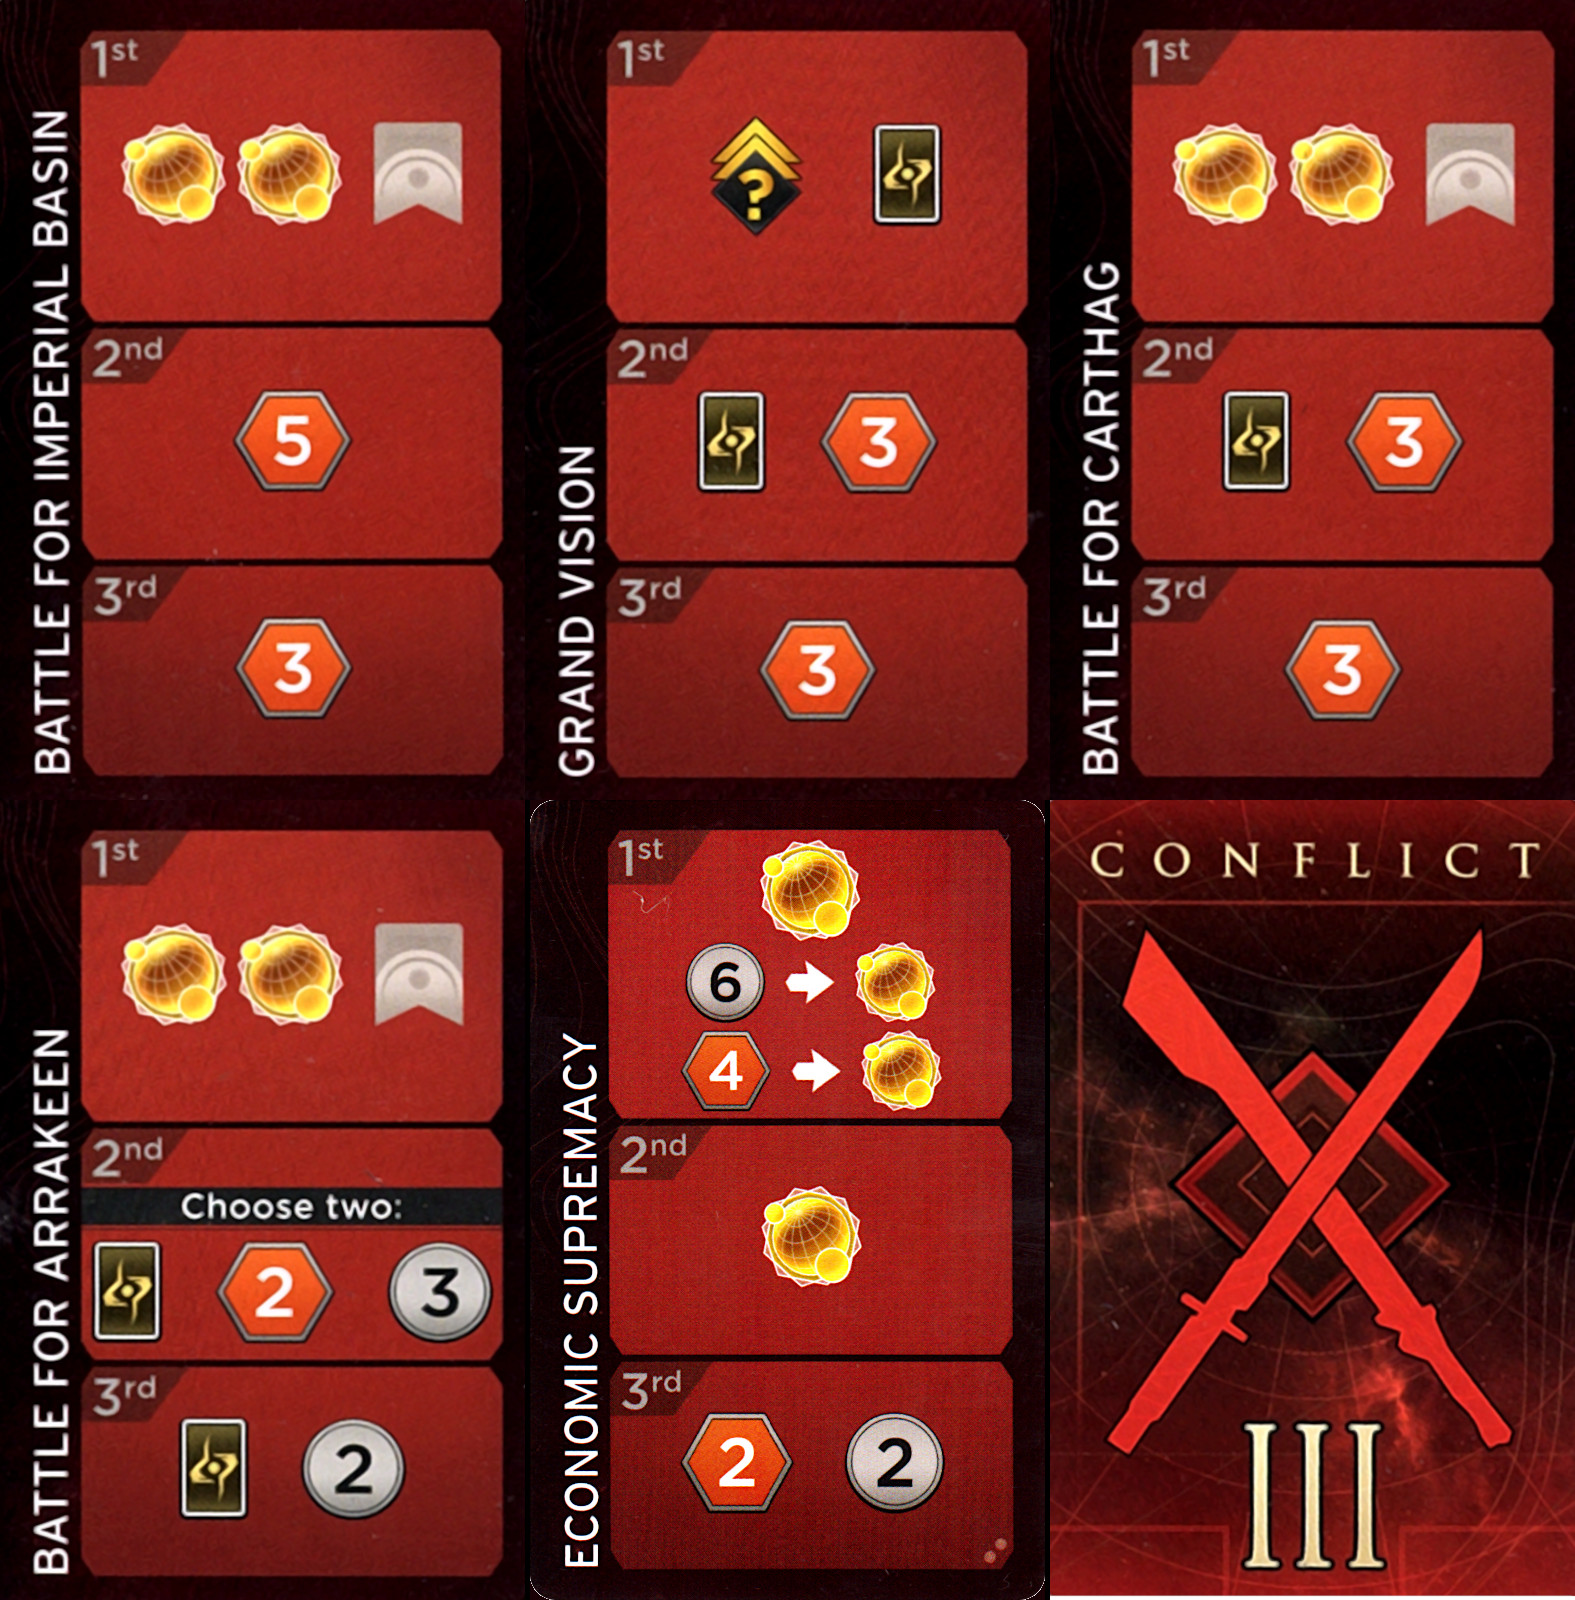 BATTLE FOR IMPERIAL BASIN
1st
2nd
5
3rd
3
GRAND VISION
1st
?
2nd
3
3rd
3
BATTLE FOR CARTHAG
1st
2nd
3
3rd
3
BATTLE FOR ARRAKEEN
1st
2nd
Choose two:
2 3
3rd
2
ECONOMIC SUPREMACY
1st
6
4
2nd
3rd
2 2
CONFLICT
III